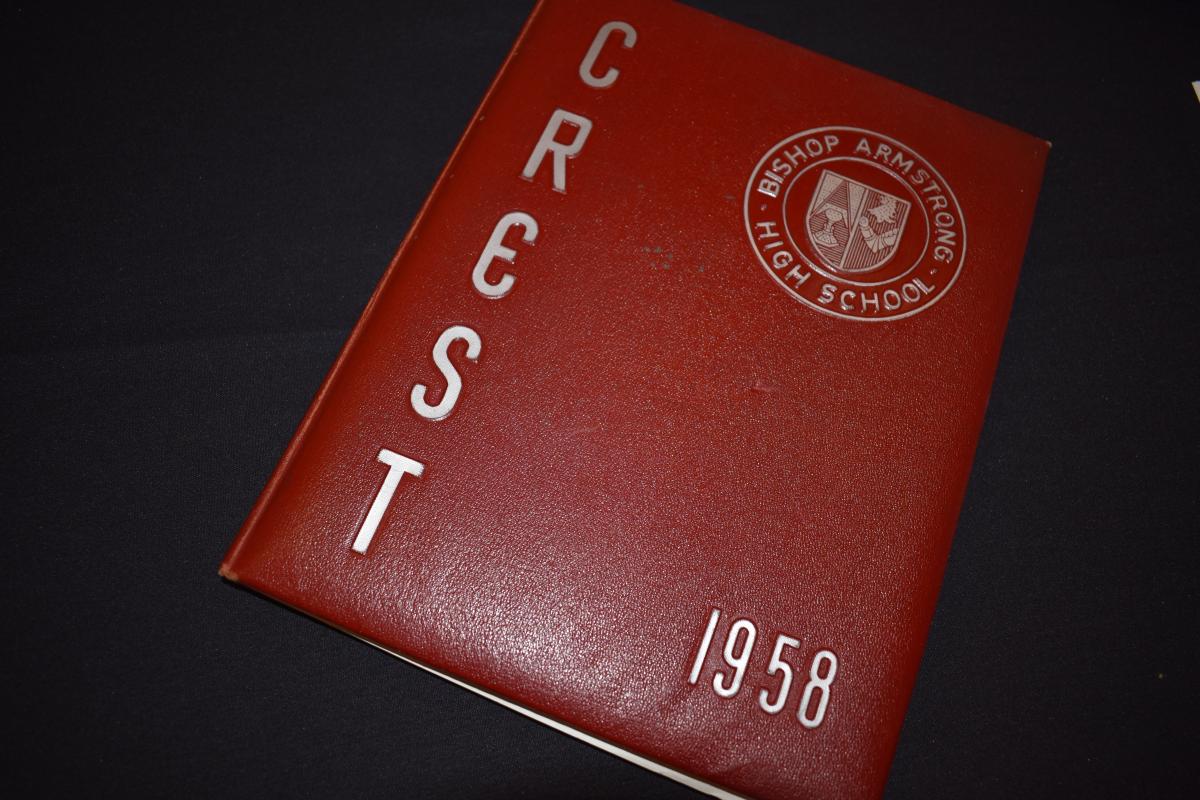 CREST
· BISHOP ARMSTRONG ·
HIGH SCHOOL
1958